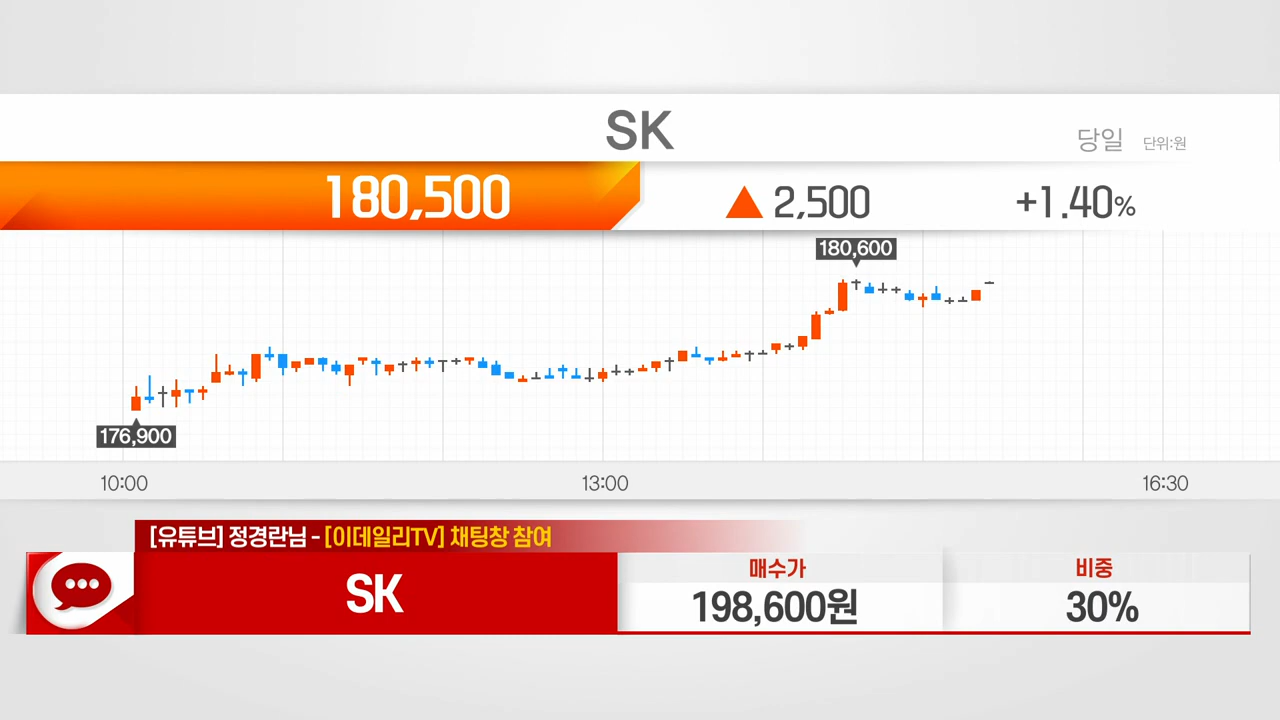 SK
당일 단위:원
180,500 ▲ 2,500 +1.40%
180,600
176,900
10:00 13:00 16:30
[유튜브] 정경란님 - [이데일리TV] 채팅창 참여
SK
매수가 비중
198,600원 30%